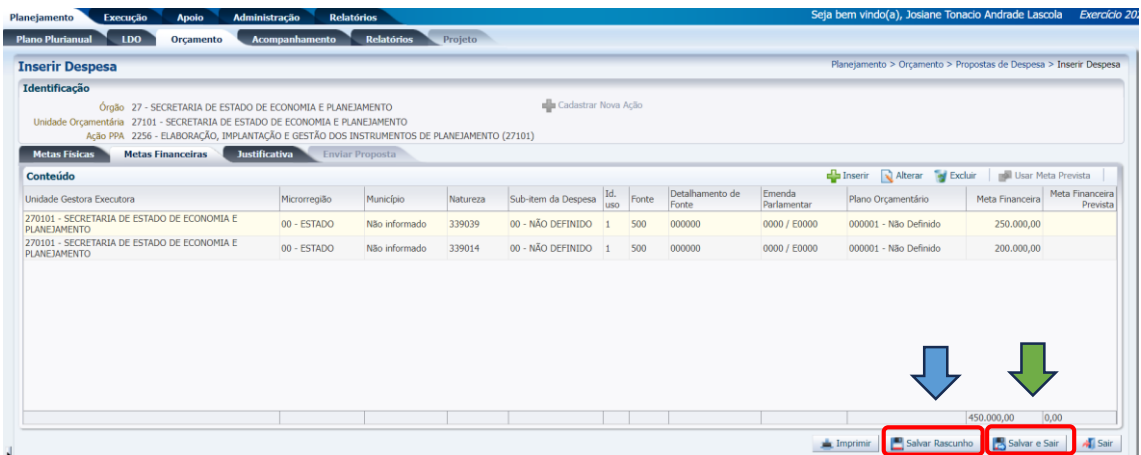 Planejamento Execução Apoio Administração Relatórios Seja bem vindo(a), Josiane Tonacio Andrade Lascola Exercício 202
Plano Plurianual LDO Orçamento Acompanhamento Relatórios Projeto
Inserir Despesa Planejamento > Orçamento > Propostas de Despesa > Inserir Despesa
Identificação
Órgão 27 - SECRETARIA DE ESTADO DE ECONOMIA E PLANEJAMENTO Cadastrar Nova Ação
Unidade Orçamentária 27101 - SECRETARIA DE ESTADO DE ECONOMIA E PLANEJAMENTO
Ação PPA 2256 - ELABORAÇÃO, IMPLANTAÇÃO E GESTÃO DOS INSTRUMENTOS DE PLANEJAMENTO (27101)
Metas Físicas Metas Financeiras Justificativa Enviar Proposta
Conteúdo Inserir Alterar Excluir Usar Meta Prevista
Unidade Gestora Executora Microrregião Município Natureza Sub-item da Despesa Id. uso Fonte Detalhamento de Fonte Emenda Parlamentar Plano Orçamentário Meta Financeira Meta Financeira Prevista
270101 - SECRETARIA DE ESTADO DE ECONOMIA E PLANEJAMENTO 00 - ESTADO Não informado 339039 00 - NÃO DEFINIDO 1 500 000000 0000 / E0000 000001 - Não Definido 250.000,00
270101 - SECRETARIA DE ESTADO DE ECONOMIA E PLANEJAMENTO 00 - ESTADO Não informado 339014 00 - NÃO DEFINIDO 1 500 000000 0000 / E0000 000001 - Não Definido 200.000,00
450.000,00 0,00
Imprimir Salvar Rascunho Salvar e Sair Sair